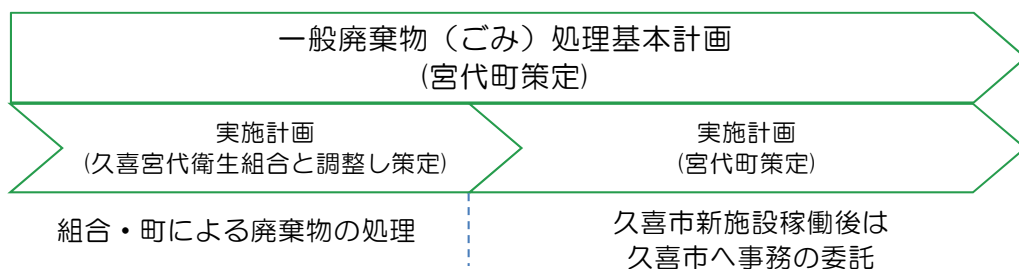 一般廃棄物（ごみ）処理基本計画
(宮代町策定)
実施計画
(久喜宮代衛生組合と調整し策定)
実施計画
(宮代町策定)
組合・町による廃棄物の処理
久喜市新施設稼働後は
久喜市へ事務の委託